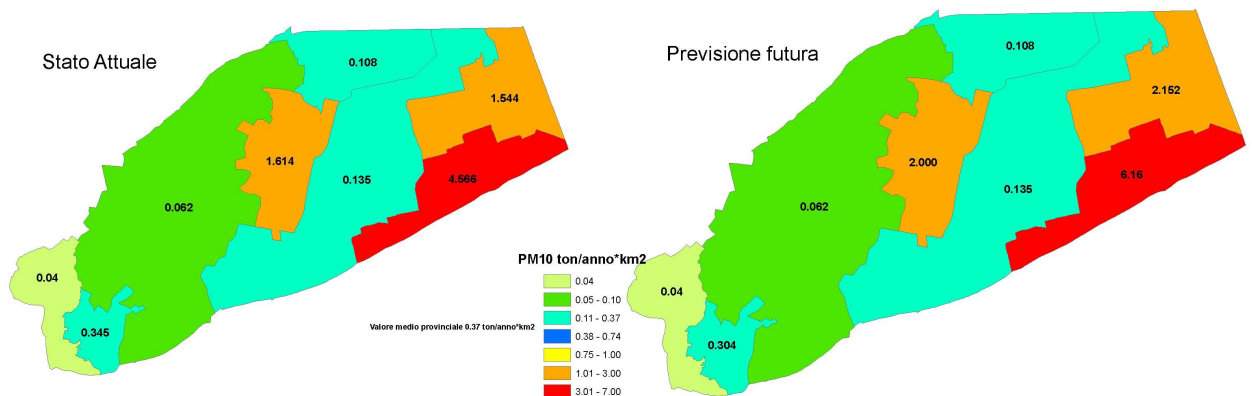 Stato Attuale
0.108
1.544
1.614
4.566
0.135
0.062
0.04
0.345
Previsione futura
0.108
2.152
2.000
6.16
0.135
0.062
0.04
0.304
PM10 ton/anno*km2
0.04
0.05 - 0.10
0.11 - 0.37
0.38 - 0.74
0.75 - 1.00
1.01 - 3.00
3.01 - 7.00
Valore medio provinciale 0.37 ton/anno*km2